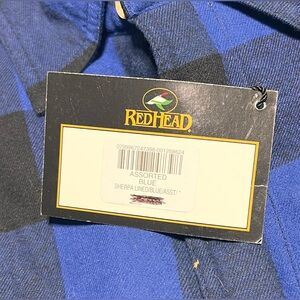 REDHEAD
ASSORTED
BLUE
SHERPA LINED/BLUE/ASST/*